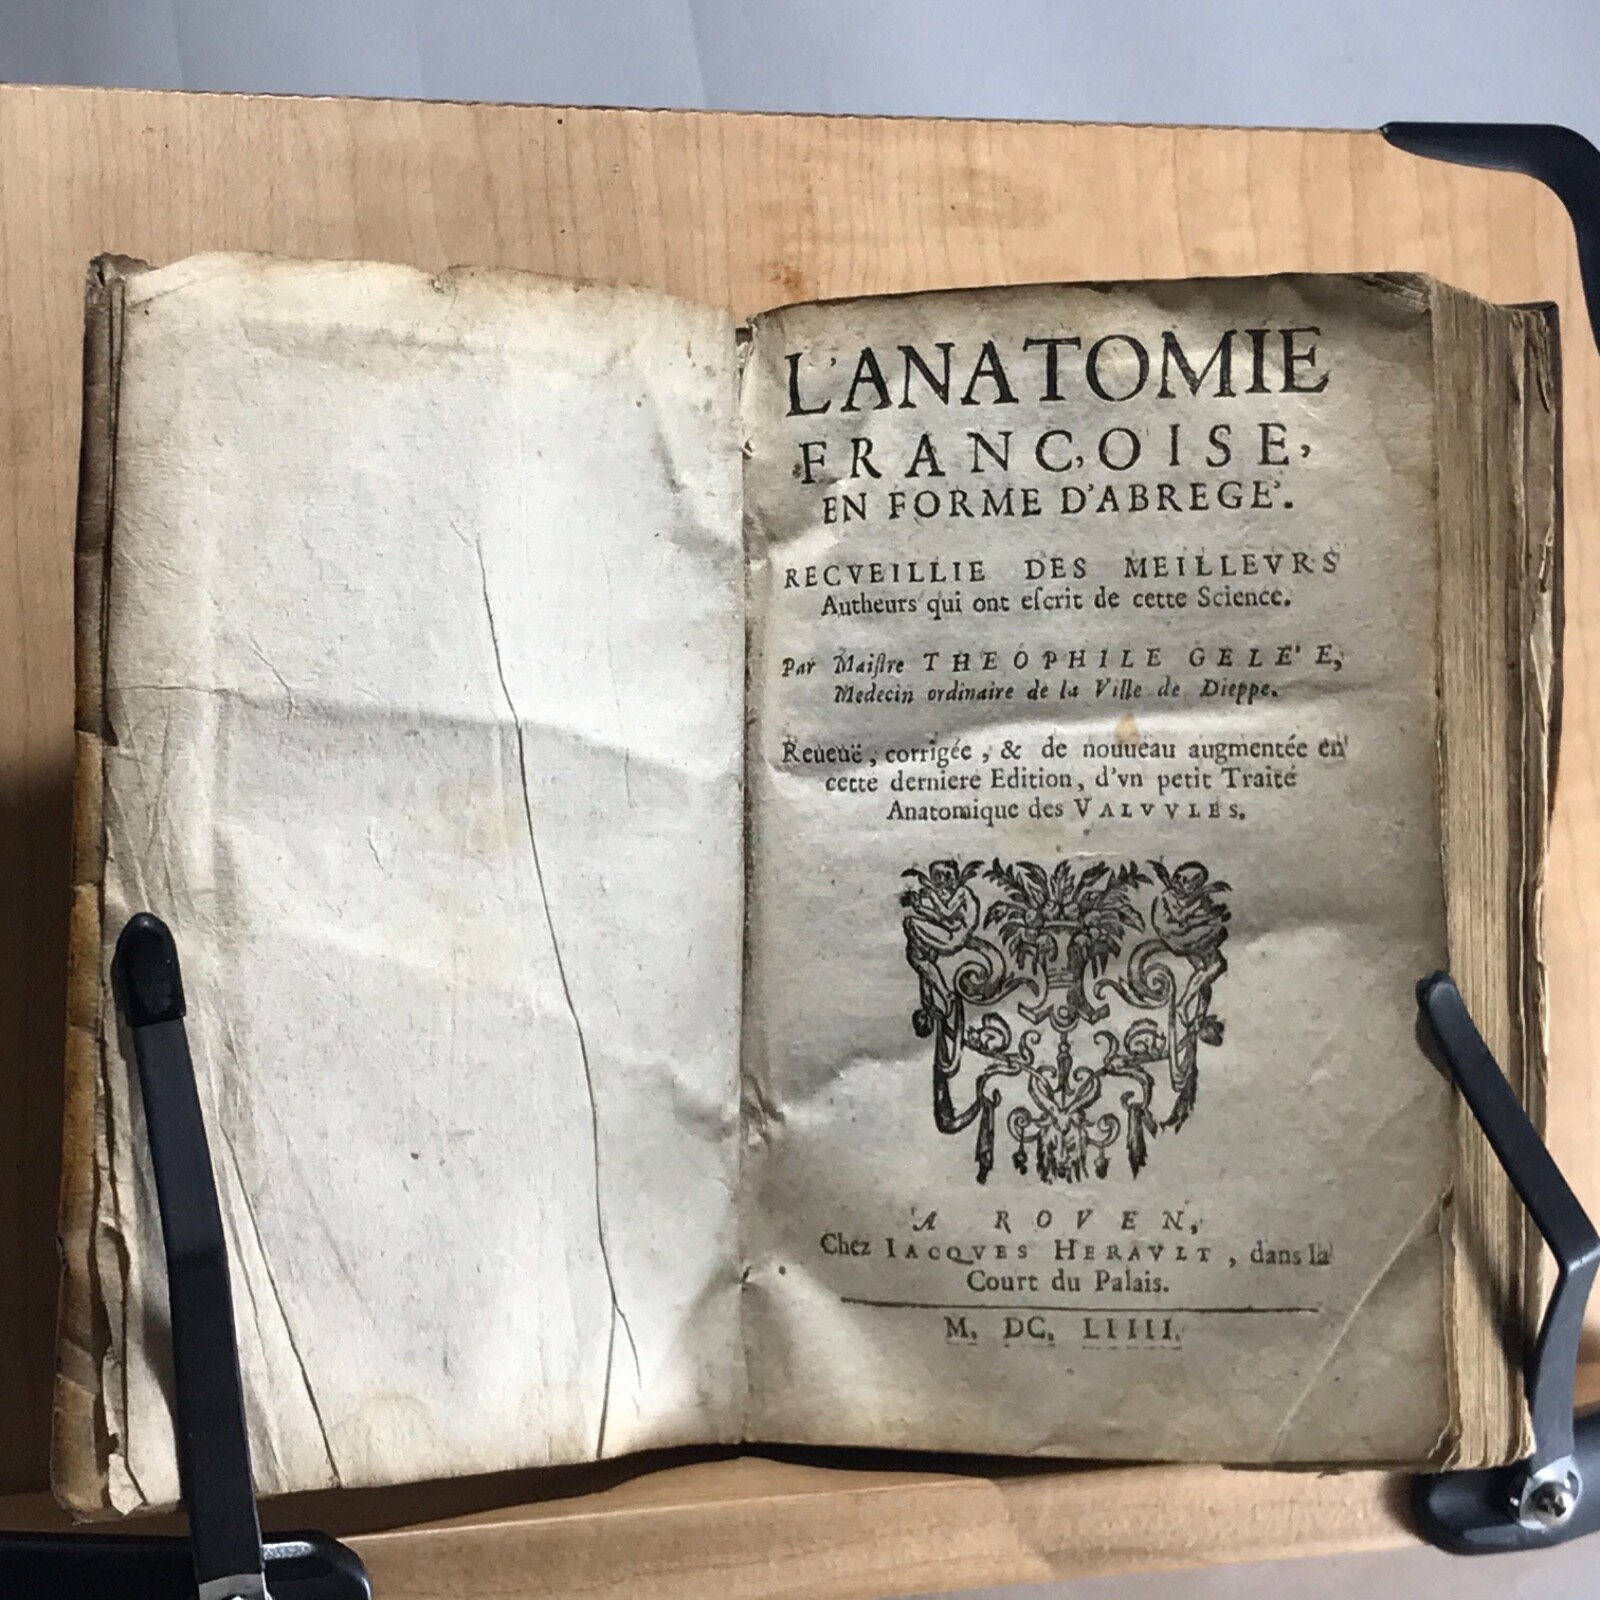 L'ANATOMIE
FRANÇOISE,
EN FORME D'ABREGE'.
RECVEILLIE DES MEILLEVRS
Autheurs qui ont eſcrit de cette Science.
Par Maiſtre THEOPHILE GELE'E,
Medecin ordinaire de la Ville de Dieppe.
Reueuë, corrigée, & de nouueau augmentée en
cette derniere Edition, d'vn petit Traité
Anatomique des VALVVLES.
A ROVEN,
Chez IACQVES HERAVLT, dans la
Court du Palais.
M. DC. LIIII.